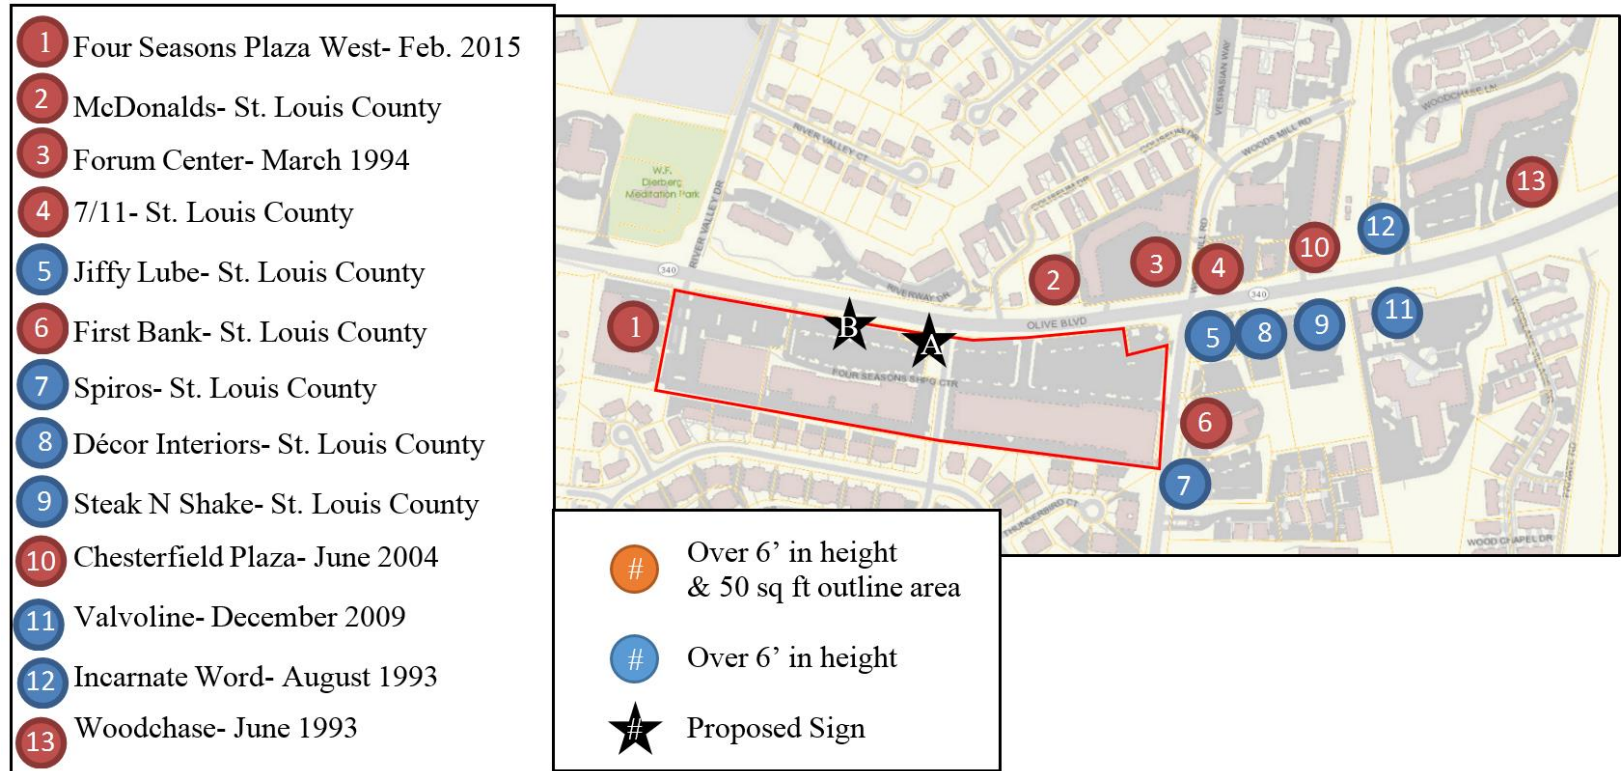 1 Four Seasons Plaza West- Feb. 2015
2 McDonalds- St. Louis County
3 Forum Center- March 1994
4 7/11- St. Louis County
5 Jiffy Lube- St. Louis County
6 First Bank- St. Louis County
7 Spiros- St. Louis County
8 Décor Interiors- St. Louis County
9 Steak N Shake- St. Louis County
10 Chesterfield Plaza- June 2004
11 Valvoline- December 2009
12 Incarnate Word- August 1993
13 Woodchase- June 1993
W.F.
Dierberg
Meditation Park
RIVER VALLEY DR
RIVER VALLEY CT
COLISEUM DR
COLISEUM DR
VESPASIAN WAY
WOODS MILL RD
WOODCHASE LN
340
RIVERWAY DR
OLIVE BLVD
340
FOUR SEASONS SHPG CTR
THUNDERBIRD CT
WOOD CHAPEL DR
1
B
A
2
3
4
10
12
13
5
8
9
11
6
7
# Over 6’ in height
& 50 sq ft outline area
# Over 6’ in height
# Proposed Sign